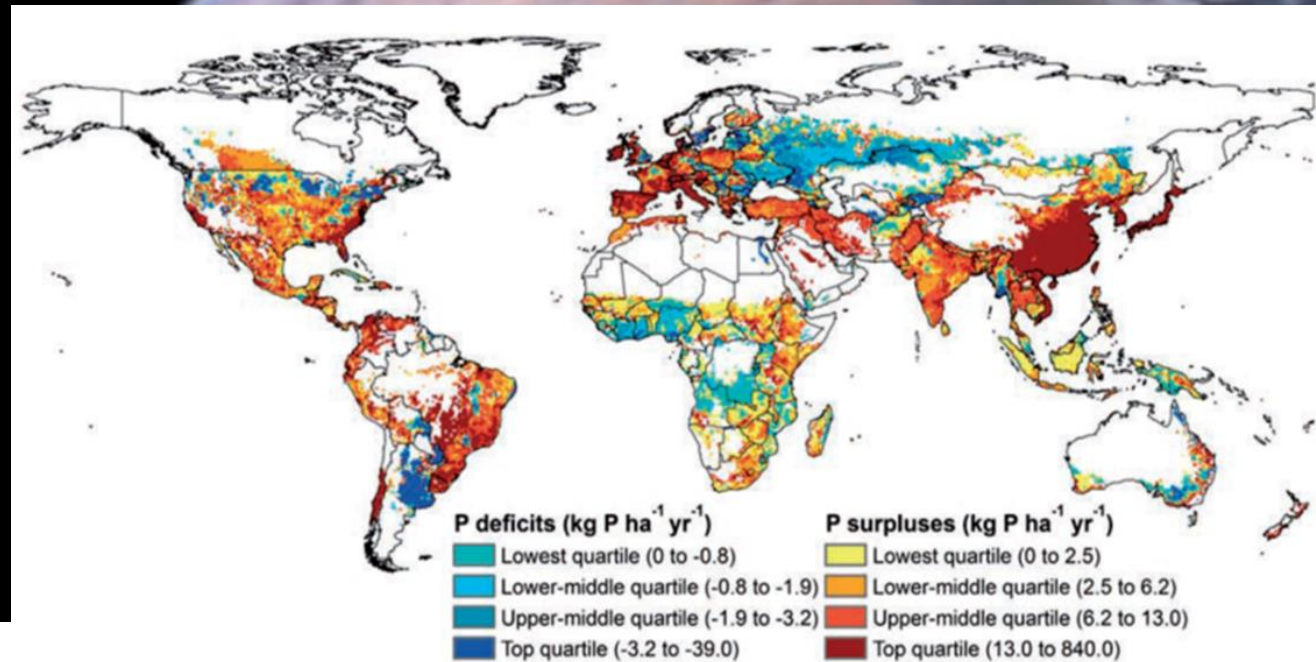 P deficits (kg P ha⁻¹ yr⁻¹)
Lowest quartile (0 to -0.8)
Lower-middle quartile (-0.8 to -1.9)
Upper-middle quartile (-1.9 to -3.2)
Top quartile (-3.2 to -39.0)
P surpluses (kg P ha⁻¹ yr⁻¹)
Lowest quartile (0 to 2.5)
Lower-middle quartile (2.5 to 6.2)
Upper-middle quartile (6.2 to 13.0)
Top quartile (13.0 to 840.0)